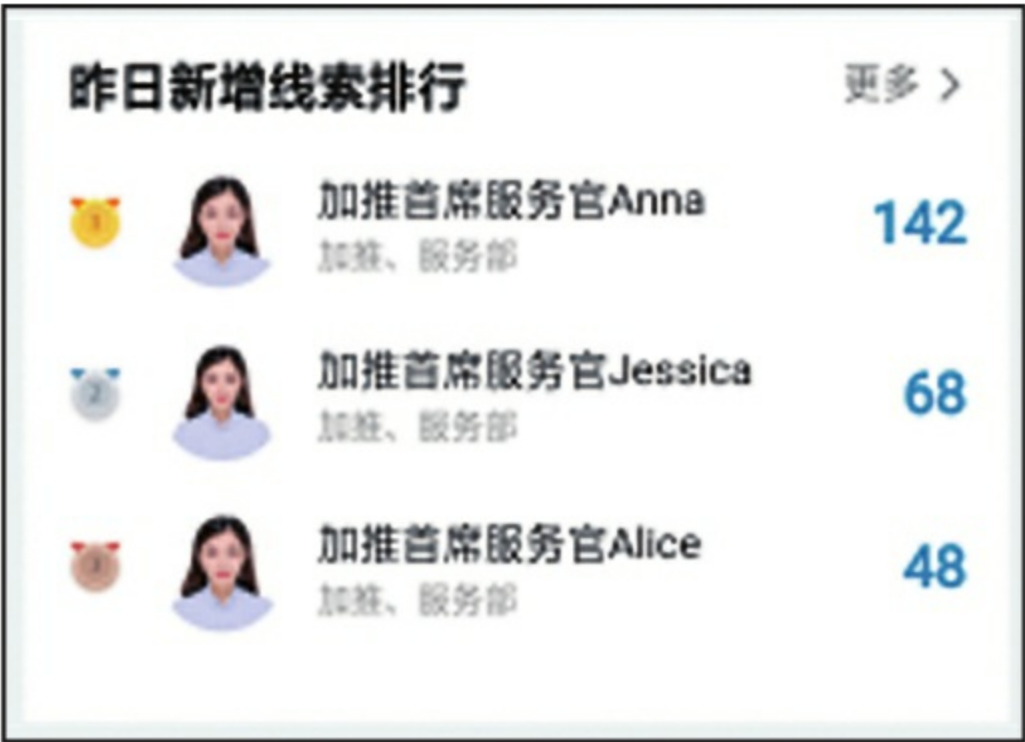 昨日新增线索排行
更多 >
1
加推首席服务官Anna
加推、服务部
142
2
加推首席服务官Jessica
加推、服务部
68
3
加推首席服务官Alice
加推、服务部
48